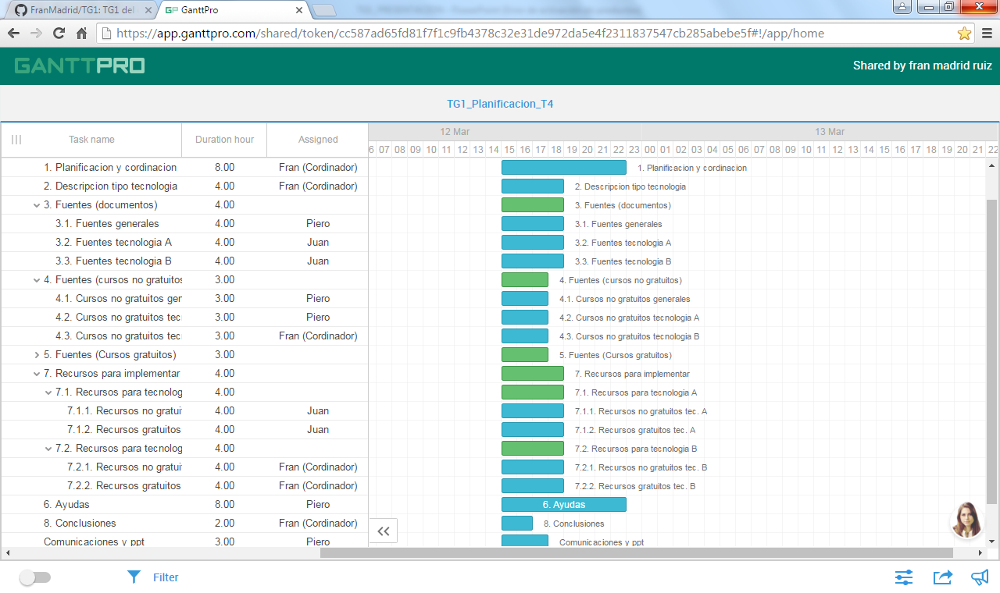 FranMadrid/TG1: TG1 del
GanttPro
https://app.ganttpro.com/shared/token/cc587ad65fd81f7f1c9fb4378c32e31de972da5e4f2311837547cb285abebe5f#!/app/home
GANTTPRO
Shared by fran madrid ruiz
TG1_Planificacion_T4
Task name Duration hour Assigned 12 Mar 13 Mar
6 07 08 09 10 11 12 13 14 15 16 17 18 19 20 21 22 23 00 01 02 03 04 05 06 07 08 09 10 11 12 13 14 15 16 17 18 19 20 21 22
1. Planificacion y cordinacion 8.00 Fran (Cordinador) 1. Planificacion y cordinacion
2. Descripcion tipo tecnologia 4.00 Fran (Cordinador) 2. Descripcion tipo tecnologia
3. Fuentes (documentos) 4.00 3. Fuentes (documentos)
3.1. Fuentes generales 4.00 Piero 3.1. Fuentes generales
3.2. Fuentes tecnologia A 4.00 Juan 3.2. Fuentes tecnologia A
3.3. Fuentes tecnologia B 4.00 Juan 3.3. Fuentes tecnologia B
4. Fuentes (cursos no gratuitos 3.00 4. Fuentes (cursos no gratuitos)
4.1. Cursos no gratuitos gen 3.00 Piero 4.1. Cursos no gratuitos generales
4.2. Cursos no gratuitos tec 3.00 Piero 4.2. Cursos no gratuitos tecnologia A
4.3. Cursos no gratuitos tec 3.00 Fran (Cordinador) 4.3. Cursos no gratuitos tecnologia B
5. Fuentes (Cursos gratuitos) 3.00 5. Fuentes (Cursos gratuitos)
7. Recursos para implementar 4.00 7. Recursos para implementar
7.1. Recursos para tecnolog 4.00 7.1. Recursos para tecnologia A
7.1.1. Recursos no gratui 4.00 Juan 7.1.1. Recursos no gratuitos tec. A
7.1.2. Recursos gratuitos 4.00 Juan 7.1.2. Recursos gratuitos tec. A
7.2. Recursos para tecnolog 4.00 7.2. Recursos para tecnologia B
7.2.1. Recursos no gratui 4.00 Fran (Cordinador) 7.2.1. Recursos no gratuitos tec. B
7.2.2. Recursos gratuitos 4.00 Fran (Cordinador) 7.2.2. Recursos gratuitos tec. B
6. Ayudas 8.00 Piero 6. Ayudas
8. Conclusiones 2.00 Fran (Cordinador) 8. Conclusiones
Comunicaciones y ppt 3.00 Piero Comunicaciones y ppt
Filter